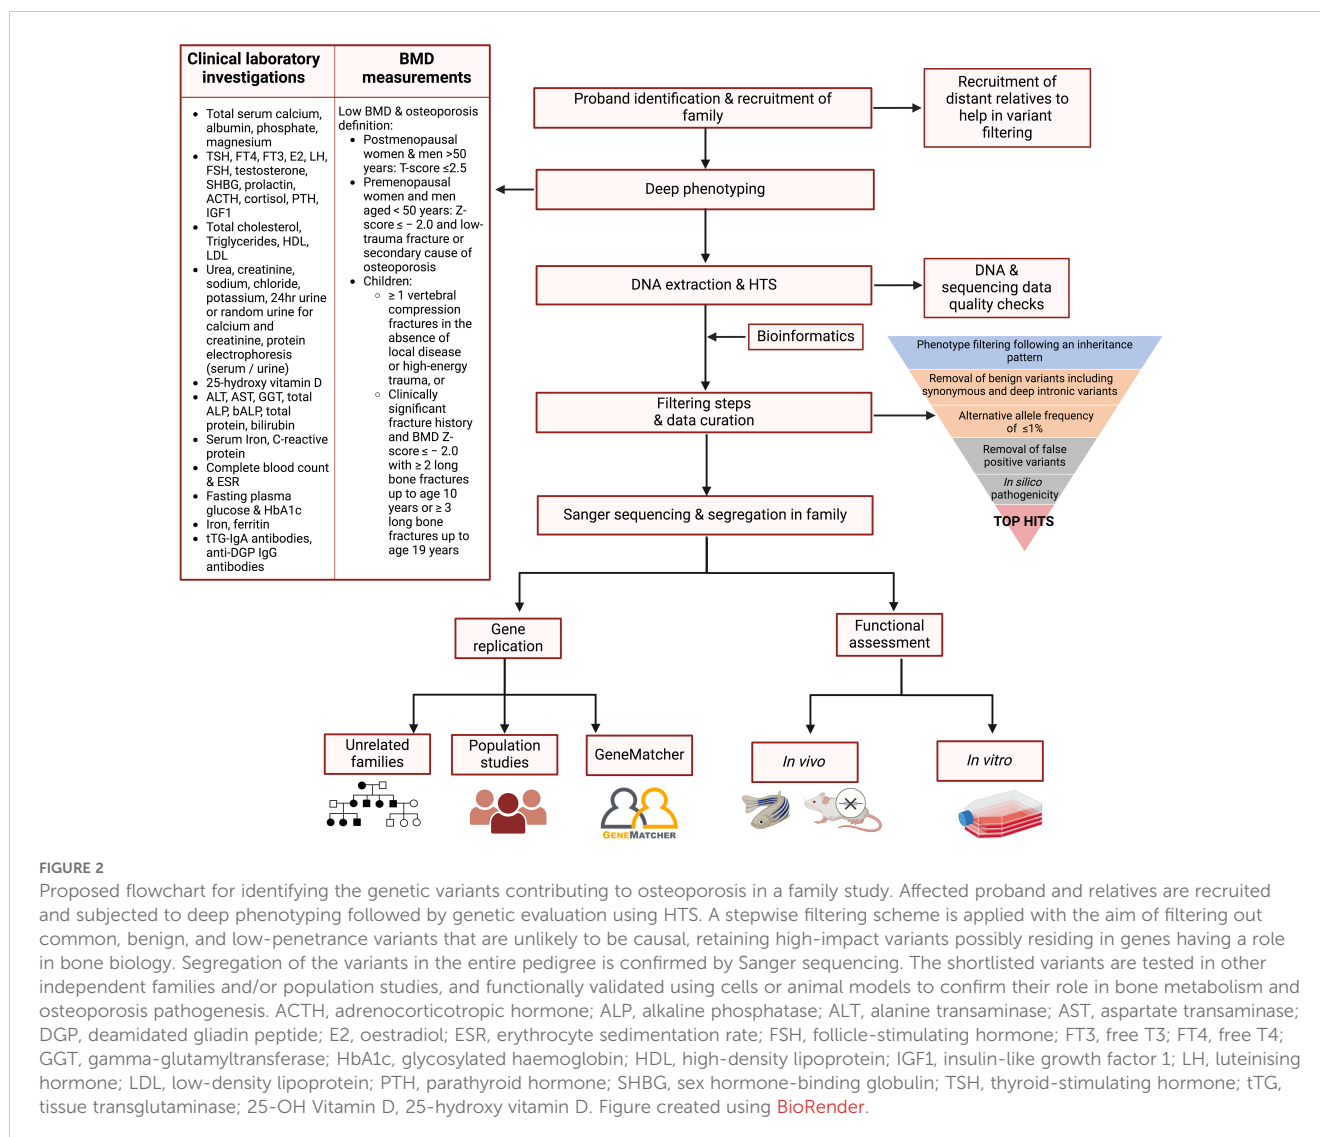 Clinical laboratory
investigations
Total serum calcium,
albumin, phosphate,
magnesium
TSH, FT4, FT3, E2, LH,
FSH, testosterone,
SHBG, prolactin,
ACTH, cortisol, PTH,
IGF1
Total cholesterol,
Triglycerides, HDL,
LDL
Urea, creatinine,
sodium, chloride,
potassium, 24hr urine
or random urine for
calcium and
creatinine, protein
electrophoresis
(serum / urine)
25-hydroxy vitamin D
ALT, AST, GGT, total
ALP, bALP, total
protein, bilirubin
Serum Iron, C-reactive
protein
Complete blood count
& ESR
Fasting plasma
glucose & HbA1c
Iron, ferritin
tTG-IgA antibodies,
anti-DGP IgG
antibodies
BMD
measurements
Low BMD & osteoporosis
definition:
Postmenopausal
women & men >50
years: T-score ≤2.5
Premenopausal
women and men
aged < 50 years: Z-
score ≤ − 2.0 and low-
trauma fracture or
secondary cause of
osteoporosis
Children:
≥ 1 vertebral
compression
fractures in the
absence of
local disease
or high-energy
trauma, or
Clinically
significant
fracture history
and BMD Z-
score ≤ − 2.0
with ≥ 2 long
bone fractures
up to age 10
years or ≥ 3
long bone
fractures up to
age 19 years
Proband identification & recruitment of
family
Recruitment of
distant relatives to
help in variant
filtering
Deep phenotyping
DNA extraction & HTS
DNA &
sequencing data
quality checks
Bioinformatics
Filtering steps
& data curation
Phenotype filtering following an inheritance
pattern
Removal of benign variants including
synonymous and deep intronic variants
Alternative allele frequency
of ≤1%
Removal of false
positive variants
In silico
pathogenicity
TOP HITS
Sanger sequencing & segregation in family
Gene
replication
Functional
assessment
Unrelated
families
Population
studies
GeneMatcher
In vivo
In vitro
GENEMATCHER
FIGURE 2
Proposed flowchart for identifying the genetic variants contributing to osteoporosis in a family study. Affected proband and relatives are recruited
and subjected to deep phenotyping followed by genetic evaluation using HTS. A stepwise filtering scheme is applied with the aim of filtering out
common, benign, and low-penetrance variants that are unlikely to be causal, retaining high-impact variants possibly residing in genes having a role
in bone biology. Segregation of the variants in the entire pedigree is confirmed by Sanger sequencing. The shortlisted variants are tested in other
independent families and/or population studies, and functionally validated using cells or animal models to confirm their role in bone metabolism and
osteoporosis pathogenesis. ACTH, adrenocorticotropic hormone; ALP, alkaline phosphatase; ALT, alanine transaminase; AST, aspartate transaminase;
DGP, deamidated gliadin peptide; E2, oestradiol; ESR, erythrocyte sedimentation rate; FSH, follicle-stimulating hormone; FT3, free T3; FT4, free T4;
GGT, gamma-glutamyltransferase; HbA1c, glycosylated haemoglobin; HDL, high-density lipoprotein; IGF1, insulin-like growth factor 1; LH, luteinising
hormone; LDL, low-density lipoprotein; PTH, parathyroid hormone; SHBG, sex hormone-binding globulin; TSH, thyroid-stimulating hormone; tTG,
tissue transglutaminase; 25-OH Vitamin D, 25-hydroxy vitamin D. Figure created using BioRender.